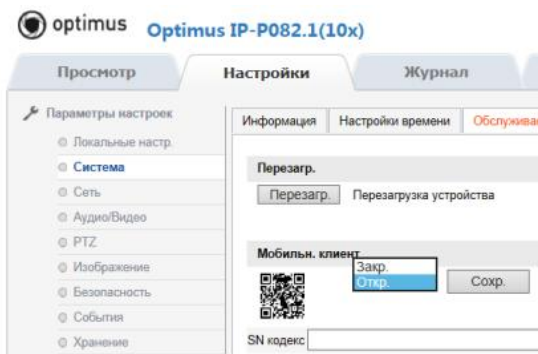 optimus Optimus IP-P082.1(10x)
Просмотр Настройки Журнал
Параметры настроек
Локальные настр.
Система
Сеть
Аудио/Видео
PTZ
Изображение
Безопасность
События
Хранение
Информация Настройки времени Обслужива
Перезагр.
Перезагр. Перезагрузка устройства
Мобильн. клиент
Закр.
Откр. Сохр.
SN кодекс